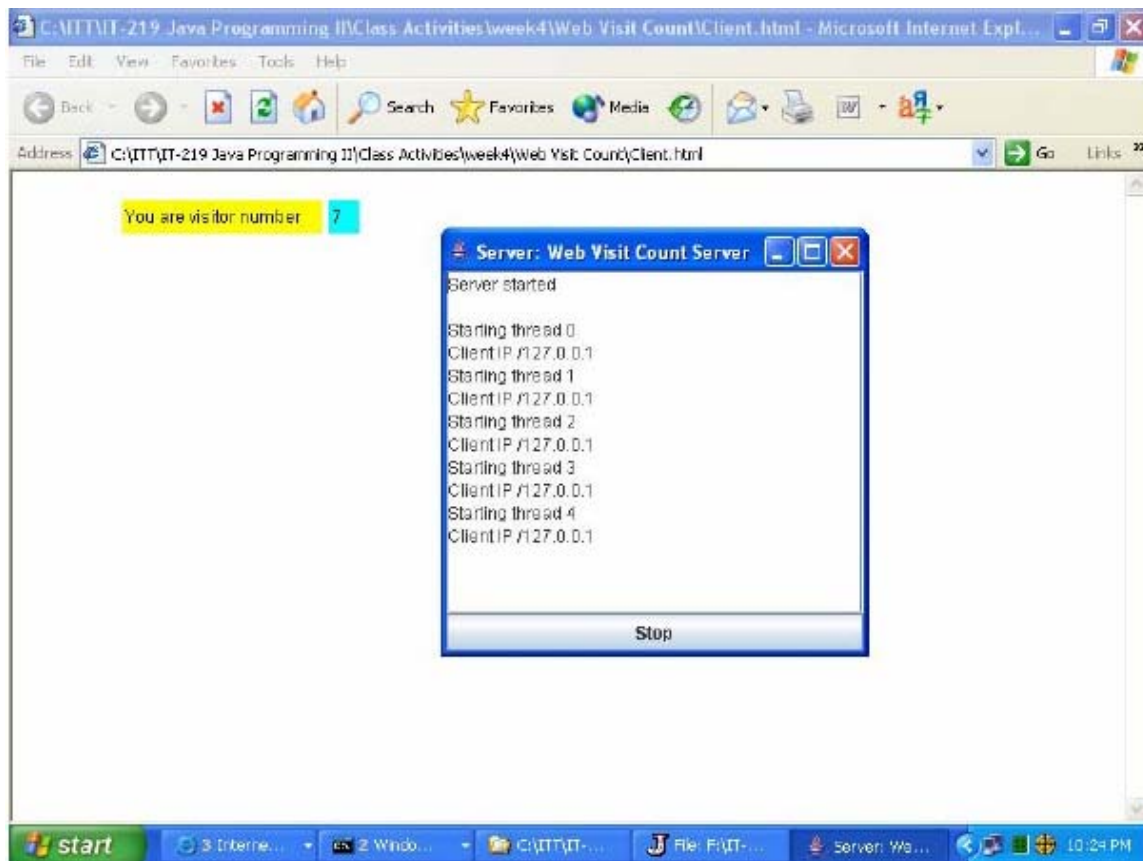 C:\ITT\IT-219 Java Programming II\Class Activities\week4\Web Visit Count\Client.html - Microsoft Internet Expl...
File Edit View Favorites Tools Help
Back Search Favorites Media
Address C:\ITT\IT-219 Java Programming II\Class Activities\week4\Web Visit Count\Client.html Go Links »
You are visitor number 7
Server: Web Visit Count Server
Server started
Starting thread 0
Client IP /127.0.0.1
Starting thread 1
Client IP /127.0.0.1
Starting thread 2
Client IP /127.0.0.1
Starting thread 3
Client IP /127.0.0.1
Starting thread 4
Client IP /127.0.0.1
Stop
start 3 Interne... 2 Windo... C:\ITT\IT-... File: F:\IT-... Server: We... 10:24 PM